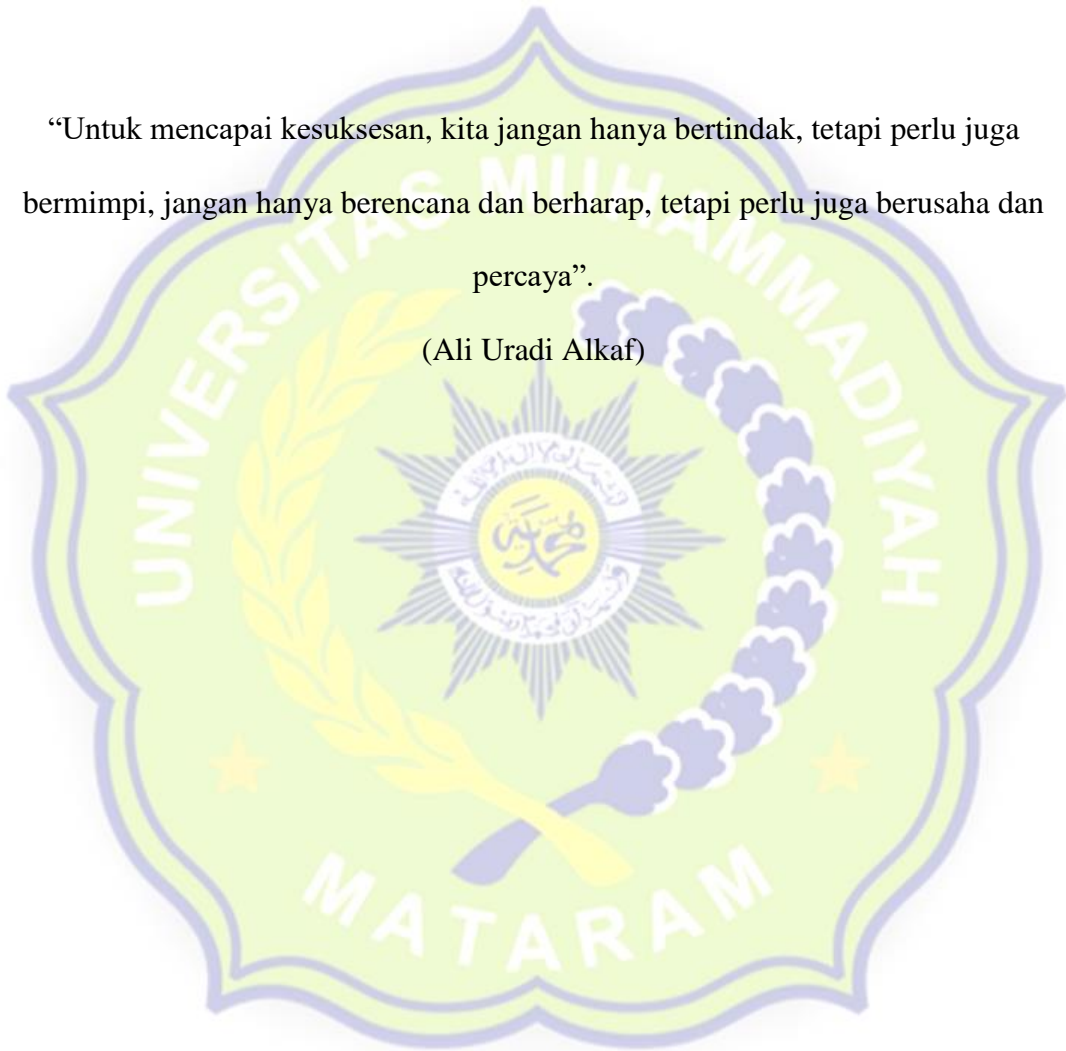 “Untuk mencapai kesuksesan, kita jangan hanya bertindak, tetapi perlu juga
bermimpi, jangan hanya berencana dan berharap, tetapi perlu juga berusaha dan
percaya”.
(Ali Uradi Alkaf)
UNIVERSITAS MUHAMMADIYAH
MATARAM